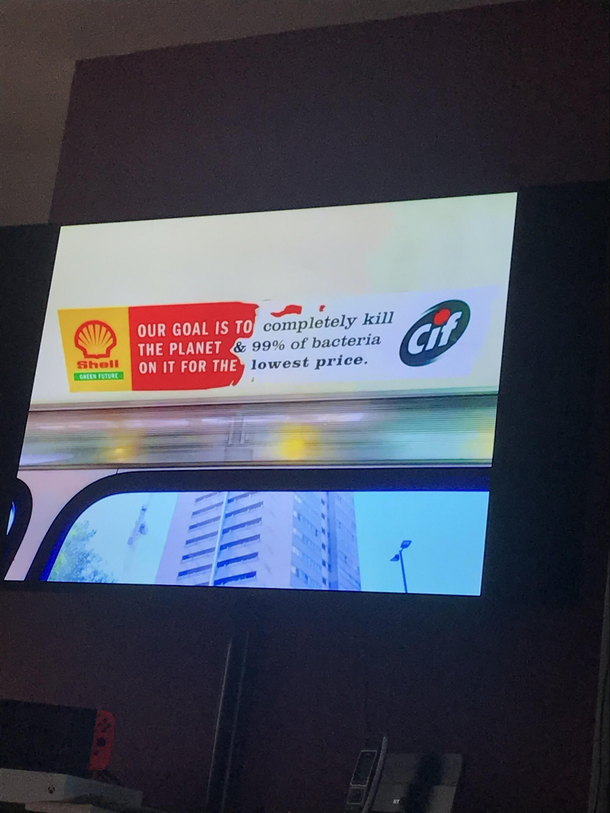 OUR GOAL IS TO completely kill
THE PLANET & 99% of bacteria
ON IT FOR THE lowest price.
Shell
GREEN FUTURE
Cif